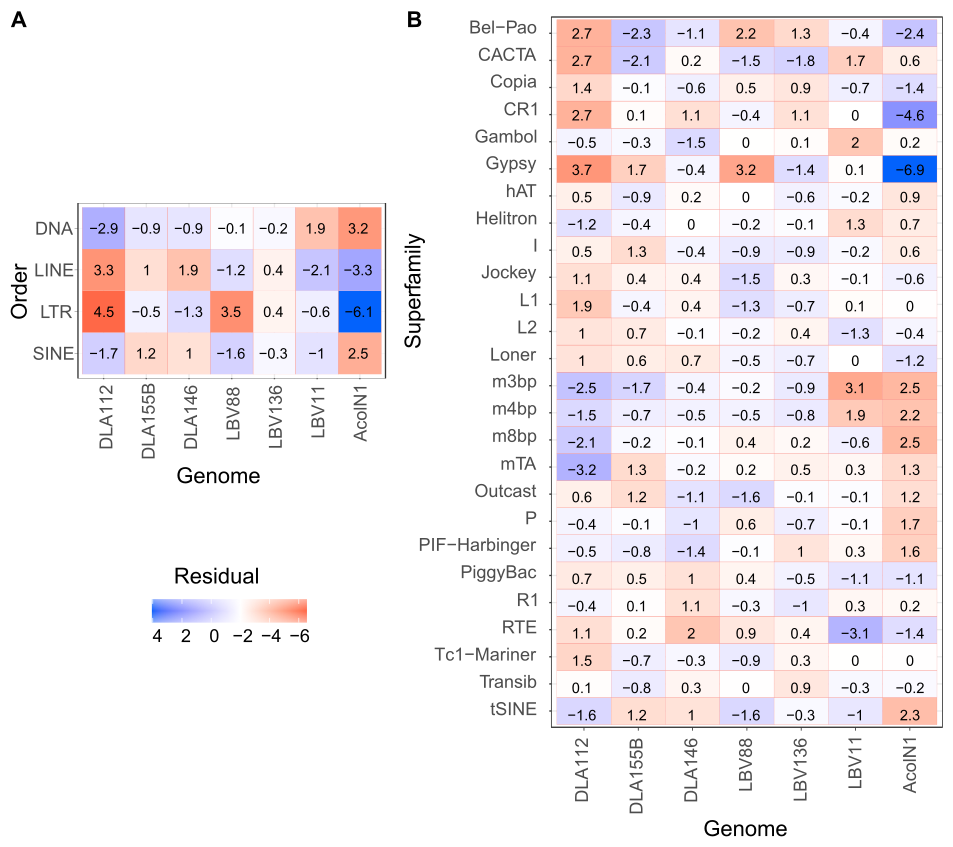 A
Order
DNA −2.9 −0.9 −0.9 −0.1 −0.2 1.9 3.2
LINE 3.3 1 1.9 −1.2 0.4 −2.1 −3.3
LTR 4.5 −0.5 −1.3 3.5 0.4 −0.6 −6.1
SINE −1.7 1.2 1 −1.6 −0.3 −1 2.5
DLA112 DLA155B DLA146 LBV88 LBV136 LBV11 AcolN1
Genome
Residual
4 2 0 −2 −4 −6
B
Superfamily
Bel−Pao 2.7 −2.3 −1.1 2.2 1.3 −0.4 −2.4
CACTA 2.7 −2.1 0.2 −1.5 −1.8 1.7 0.6
Copia 1.4 −0.1 −0.6 0.5 0.9 −0.7 −1.4
CR1 2.7 0.1 1.1 −0.4 1.1 0 −4.6
Gambol −0.5 −0.3 −1.5 0 0.1 2 0.2
Gypsy 3.7 1.7 −0.4 3.2 −1.4 0.1 −6.9
hAT 0.5 −0.9 0.2 0 −0.6 −0.2 0.9
Helitron −1.2 −0.4 0 −0.2 −0.1 1.3 0.7
I 0.5 1.3 −0.4 −0.9 −0.9 −0.2 0.6
Jockey 1.1 0.4 0.4 −1.5 0.3 −0.1 −0.6
L1 1.9 −0.4 0.4 −1.3 −0.7 0.1 0
L2 1 0.7 −0.1 −0.2 0.4 −1.3 −0.4
Loner 1 0.6 0.7 −0.5 −0.7 0 −1.2
m3bp −2.5 −1.7 −0.4 −0.2 −0.9 3.1 2.5
m4bp −1.5 −0.7 −0.5 −0.5 −0.8 1.9 2.2
m8bp −2.1 −0.2 −0.1 0.4 0.2 −0.6 2.5
mTA −3.2 1.3 −0.2 0.2 0.5 0.3 1.3
Outcast 0.6 1.2 −1.1 −1.6 −0.1 −0.1 1.2
P −0.4 −0.1 −1 0.6 −0.7 −0.1 1.7
PIF−Harbinger −0.5 −0.8 −1.4 −0.1 1 0.3 1.6
PiggyBac 0.7 0.5 1 0.4 −0.5 −1.1 −1.1
R1 −0.4 0.1 1.1 −0.3 −1 0.3 0.2
RTE 1.1 0.2 2 0.9 0.4 −3.1 −1.4
Tc1−Mariner 1.5 −0.7 −0.3 −0.9 0.3 0 0
Transib 0.1 −0.8 0.3 0 0.9 −0.3 −0.2
tSINE −1.6 1.2 1 −1.6 −0.3 −1 2.3
DLA112 DLA155B DLA146 LBV88 LBV136 LBV11 AcolN1
Genome